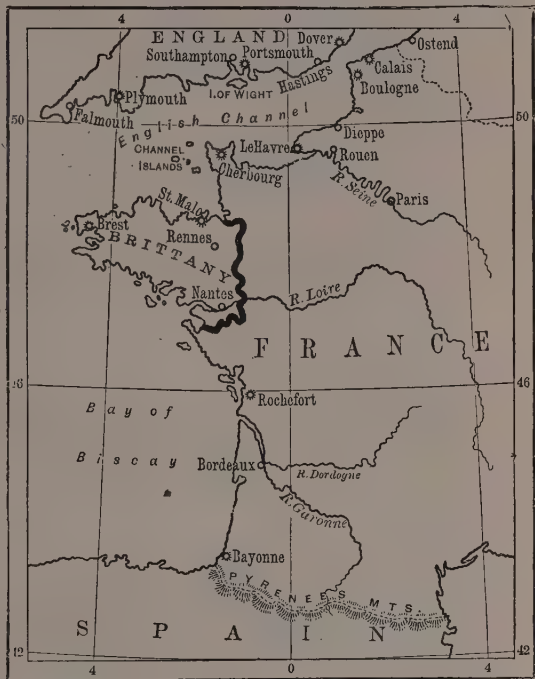 4 0 4
ENGLAND
Dover
Ostend
Southampton
Portsmouth
Calais
I. OF WIGHT
Hastings
Boulogne
Plymouth
Falmouth
50 50
English Channel
Dieppe
CHANNEL
ISLANDS
LeHavre
Rouen
Cherbourg
R. Seine
Paris
St. Malo
Brest
BRITTANY
Rennes
Nantes
R. Loire
FRANCE
46
Rochefort
Bay of
Biscay
Bordeaux
R. Dordogne
R. Garonne
Bayonne
PYRENEES MTS.
SPAIN
42
4 0 4